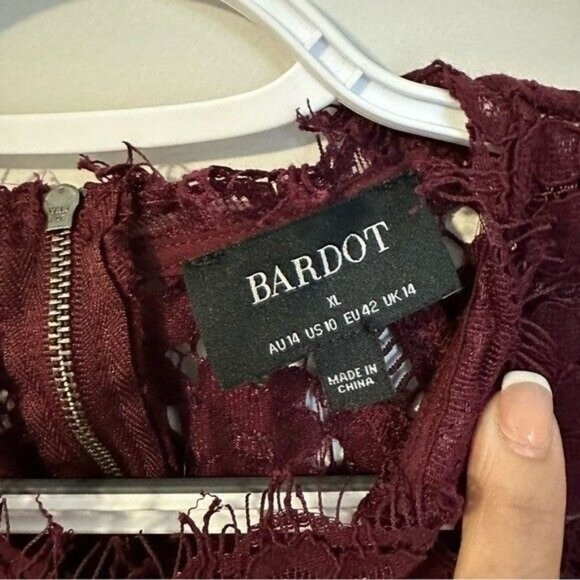 BARDOT
XL
AU 14 US 10 EU 42 UK 14
MADE IN
CHINA